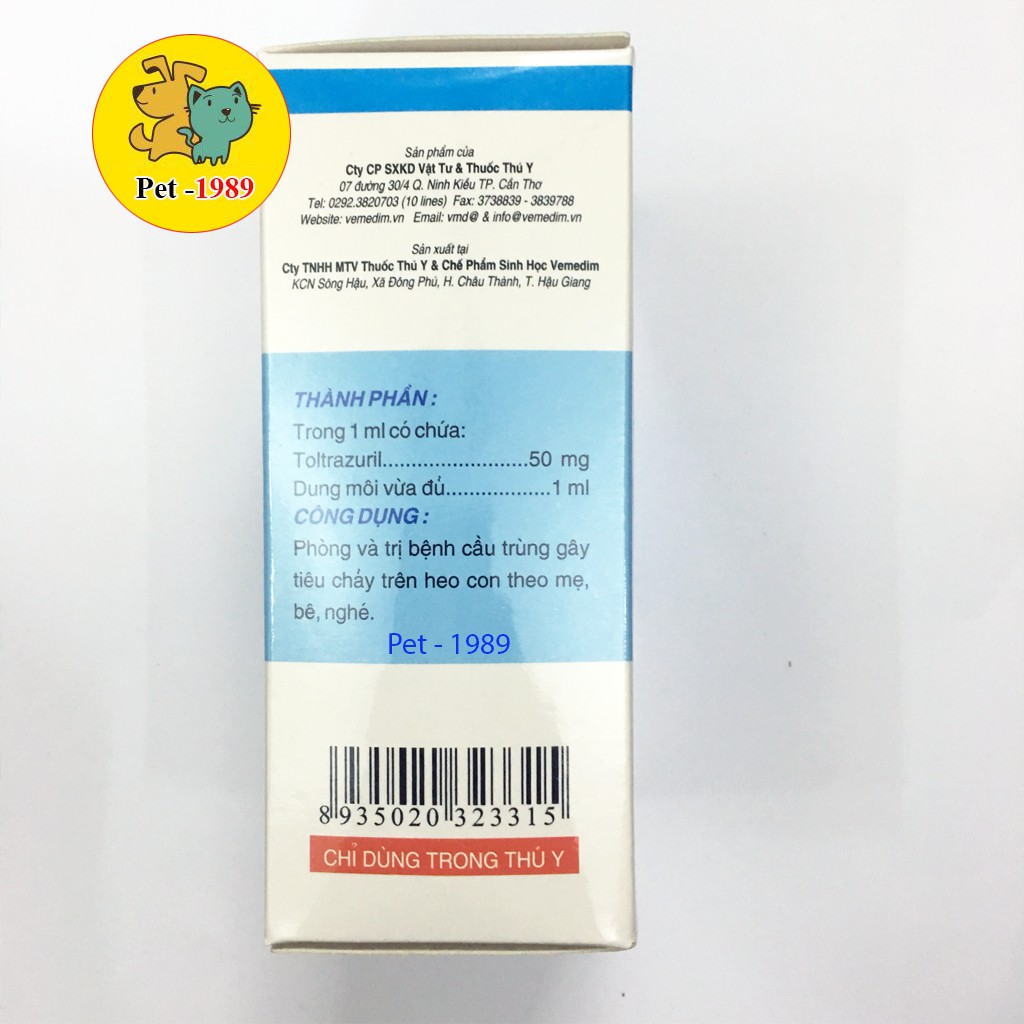 Pet -1989
Sản phẩm của
Cty CP SXKD Vật Tư & Thuốc Thú Y
07 đường 30/4 Q. Ninh Kiều TP. Cần Thơ
Tel: 0292.3820703 (10 lines) Fax: 3738839 - 3839788
Website: vemedim.vn Email: vmd@ & info@vemedim.vn
Sản xuất tại
Cty TNHH MTV Thuốc Thú Y & Chế Phẩm Sinh Học Vemedim
KCN Sông Hậu, Xã Đông Phú, H. Châu Thành, T. Hậu Giang
THÀNH PHẦN :
Trong 1 ml có chứa:
Toltrazuril.........................50 mg
Dung môi vừa đủ..................1 ml
CÔNG DỤNG :
Phòng và trị bệnh cầu trùng gây
tiêu chảy trên heo con theo mẹ,
bê, nghé.
Pet - 1989
8 935020 323315
CHỈ DÙNG TRONG THÚ Y